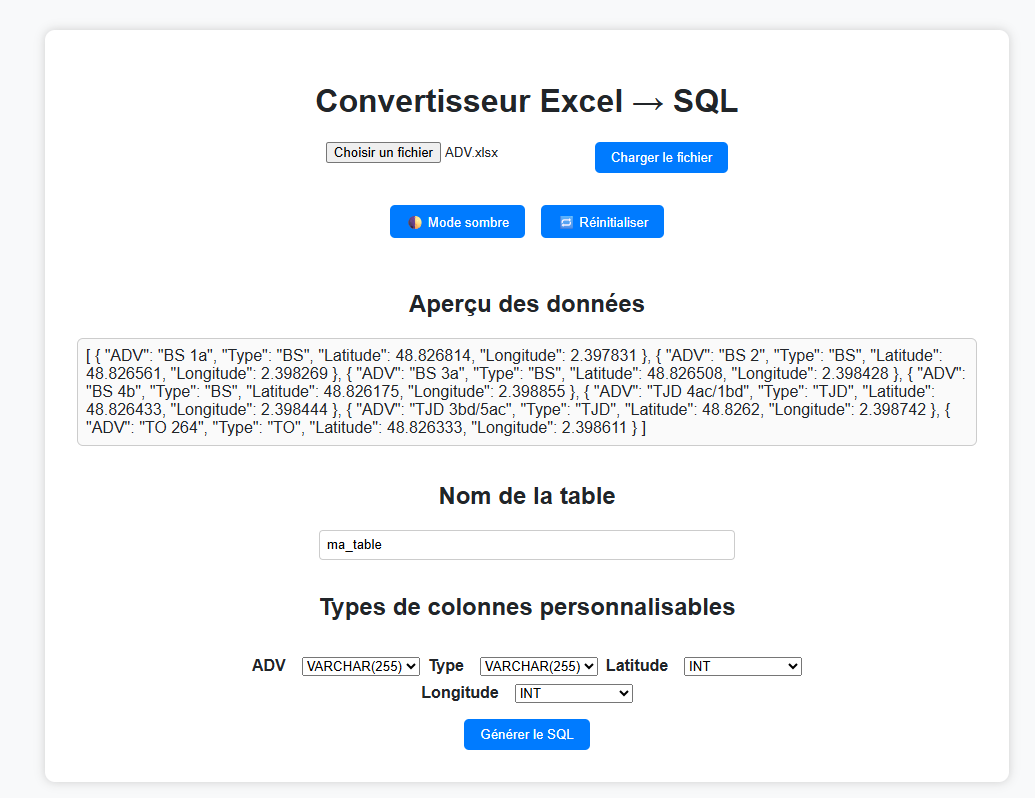 Convertisseur Excel → SQL
Choisir un fichier ADV.xlsx
Charger le fichier
Mode sombre
Réinitialiser
Aperçu des données
[ { "ADV": "BS 1a", "Type": "BS", "Latitude": 48.826814, "Longitude": 2.397831 }, { "ADV": "BS 2", "Type": "BS", "Latitude":
48.826561, "Longitude": 2.398269 }, { "ADV": "BS 3a", "Type": "BS", "Latitude": 48.826508, "Longitude": 2.398428 }, { "ADV":
"BS 4b", "Type": "BS", "Latitude": 48.826175, "Longitude": 2.398855 }, { "ADV": "TJD 4ac/1bd", "Type": "TJD", "Latitude":
48.826433, "Longitude": 2.398444 }, { "ADV": "TJD 3bd/5ac", "Type": "TJD", "Latitude": 48.8262, "Longitude": 2.398742 }, {
"ADV": "TO 264", "Type": "TO", "Latitude": 48.826333, "Longitude": 2.398611 } ]
Nom de la table
ma_table
Types de colonnes personnalisables
ADV VARCHAR(255) Type VARCHAR(255) Latitude INT
Longitude INT
Générer le SQL